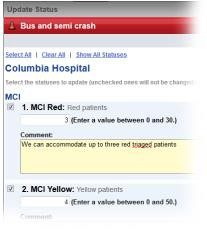 Update Status
Bus and semi crash
Select All | Clear All | Show All Statuses
Columbia Hospital
Select the statuses to update (unchecked ones will not be changed
MCI
1. MCI Red: Red patients
3 (Enter a value between 0 and 30.)
Comment:
We can accommodate up to three red triaged patients
2. MCI Yellow: Yellow patients
4 (Enter a value between 0 and 50.)
Comment: